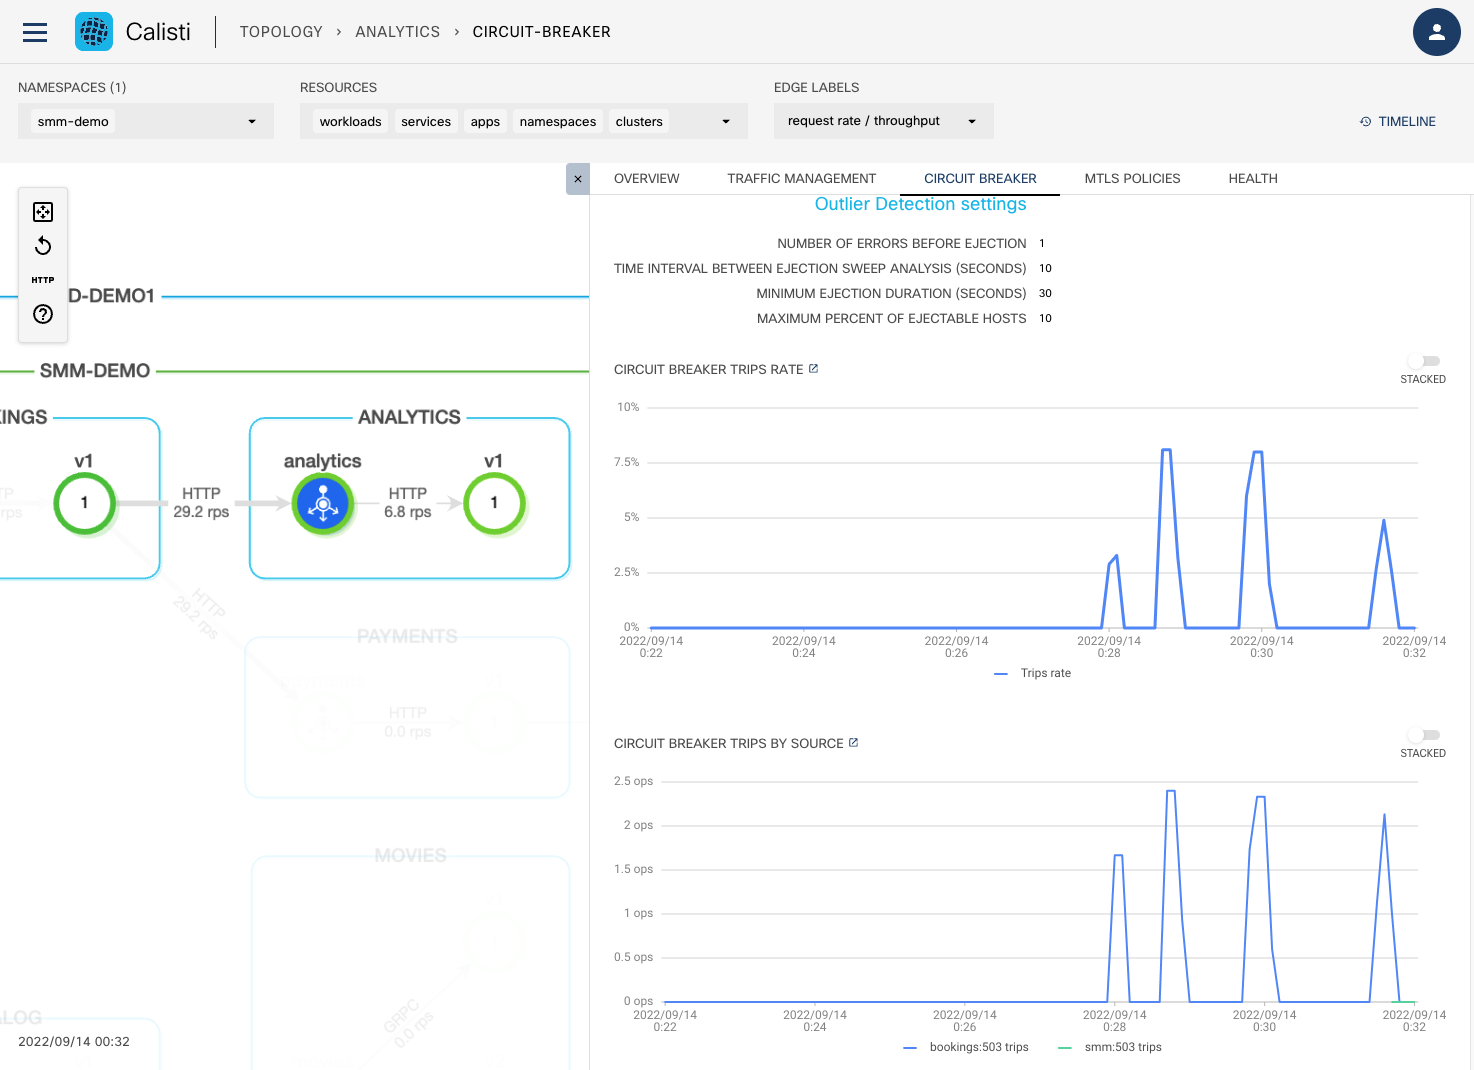 Calisti
TOPOLOGY › ANALYTICS › CIRCUIT-BREAKER
NAMESPACES (1)
RESOURCES
EDGE LABELS
smm-demo
workloads services apps namespaces clusters
request rate / throughput
TIMELINE
×
OVERVIEW
TRAFFIC MANAGEMENT
CIRCUIT BREAKER
MTLS POLICIES
HEALTH
HTTP
D-DEMO1
SMM-DEMO
INGS
v1
1
HTTP
29.2 rps
ANALYTICS
analytics
HTTP
6.8 rps
v1
1
HTTP
29.2 rps
PAYMENTS
HTTP
0.0 rps
MOVIES
GRPC
0.0 rps
LOG
2022/09/14 00:32
Outlier Detection settings
NUMBER OF ERRORS BEFORE EJECTION 1
TIME INTERVAL BETWEEN EJECTION SWEEP ANALYSIS (SECONDS) 10
MINIMUM EJECTION DURATION (SECONDS) 30
MAXIMUM PERCENT OF EJECTABLE HOSTS 10
CIRCUIT BREAKER TRIPS RATE
STACKED
10%
7.5%
5%
2.5%
0%
2022/09/14 2022/09/14 2022/09/14 2022/09/14 2022/09/14 2022/09/14
0:22 0:24 0:26 0:28 0:30 0:32
Trips rate
CIRCUIT BREAKER TRIPS BY SOURCE
STACKED
2.5 ops
2 ops
1.5 ops
1 ops
0.5 ops
0 ops
2022/09/14 2022/09/14 2022/09/14 2022/09/14 2022/09/14 2022/09/14
0:22 0:24 0:26 0:28 0:30 0:32
bookings:503 trips smm:503 trips